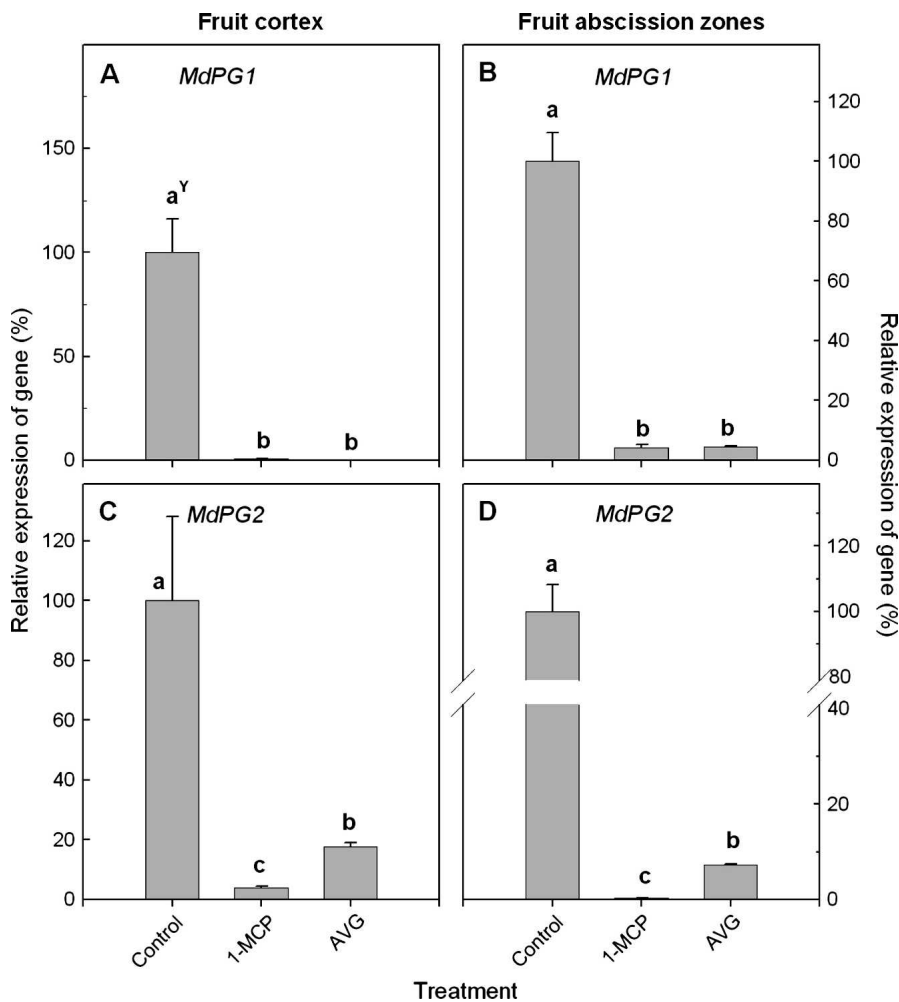 Fruit cortex
Fruit abscission zones
A
MdPG1
B
MdPG1
150
100
50
0
a^Y
b
b
a
b
b
120
100
80
60
40
20
0
C
MdPG2
D
MdPG2
120
100
80
60
40
20
0
a
c
b
a
c
b
120
100
80
40
20
0
Relative expression of gene (%)
Relative expression of gene (%)
Control
1-MCP
AVG
Control
1-MCP
AVG
Treatment